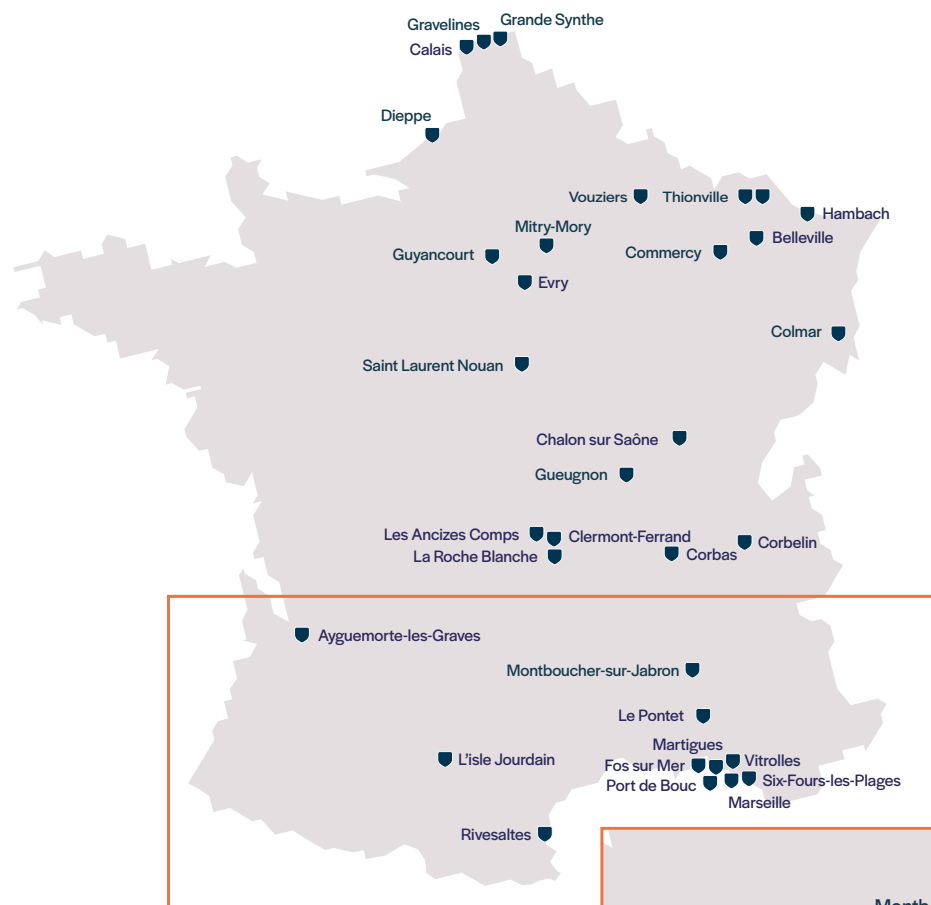 Grande Synthe
Gravelines
Calais
Dieppe
Vouziers
Thionville
Hambach
Mitry-Mory
Belleville
Guyancourt
Commercy
Evry
Colmar
Saint Laurent Nouan
Chalon sur Saône
Gueugnon
Les Ancizes Comps
Clermont-Ferrand
Corbelin
La Roche Blanche
Corbas
Ayguemorte-les-Graves
Montboucher-sur-Jabron
Le Pontet
Martigues
L'isle Jourdain
Vitrolles
Fos sur Mer
Six-Fours-les-Plages
Port de Bouc
Marseille
Rivesaltes